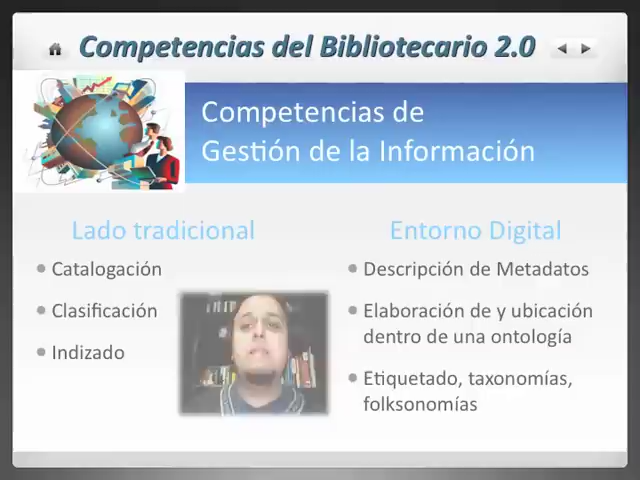 Competencias del Bibliotecario 2.0
Competencias de
Gestión de la Información
Lado tradicional
Catalogación
Clasificación
Indizado
Entorno Digital
Descripción de Metadatos
Elaboración de y ubicación
dentro de una ontología
Etiquetado, taxonomías,
folksonomías